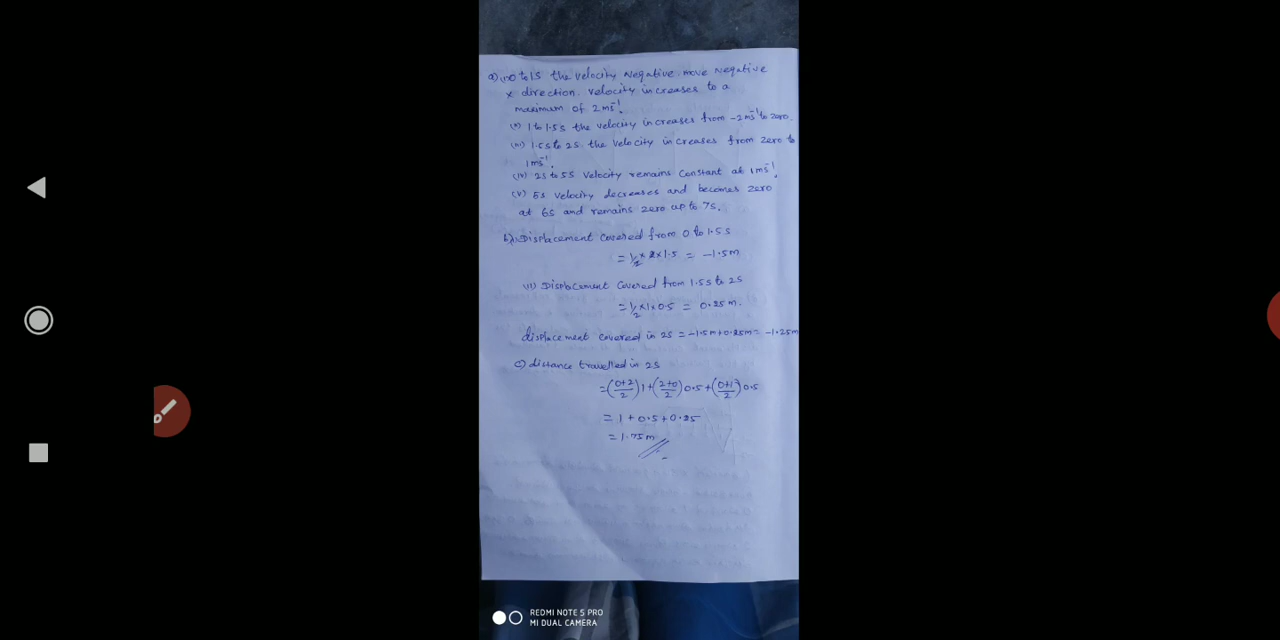 a) (i) 0 to 1S the velocity Negative move Negative
x direction. velocity increases to a
maximum of 2ms⁻¹.
(ii) 1 to 1.5s the velocity increases from -2ms⁻¹ to zero.
(iii) 1.5s to 2s. the velocity increases from zero to
1ms⁻¹.
(iv) 2s to 5s velocity remains constant at 1ms⁻¹.
(v) 5s velocity decreases and becomes zero
at 6s and remains zero up to 7s.
b) (i) Displacement covered from 0 to 1.5s
= 1/2 × 2 × 1.5 = -1.5m
(ii) Displacement covered from 1.5s to 2s
= 1/2 × 1 × 0.5 = 0.25m.
displacement covered in 2s = -1.5m + 0.25m = -1.25m
c) distance travelled in 2s
= (0+2/2) 1 + (2+0/2) 0.5 + (0+1/2) 0.5
= 1 + 0.5 + 0.25
= 1.75m
REDMI NOTE 5 PRO
MI DUAL CAMERA